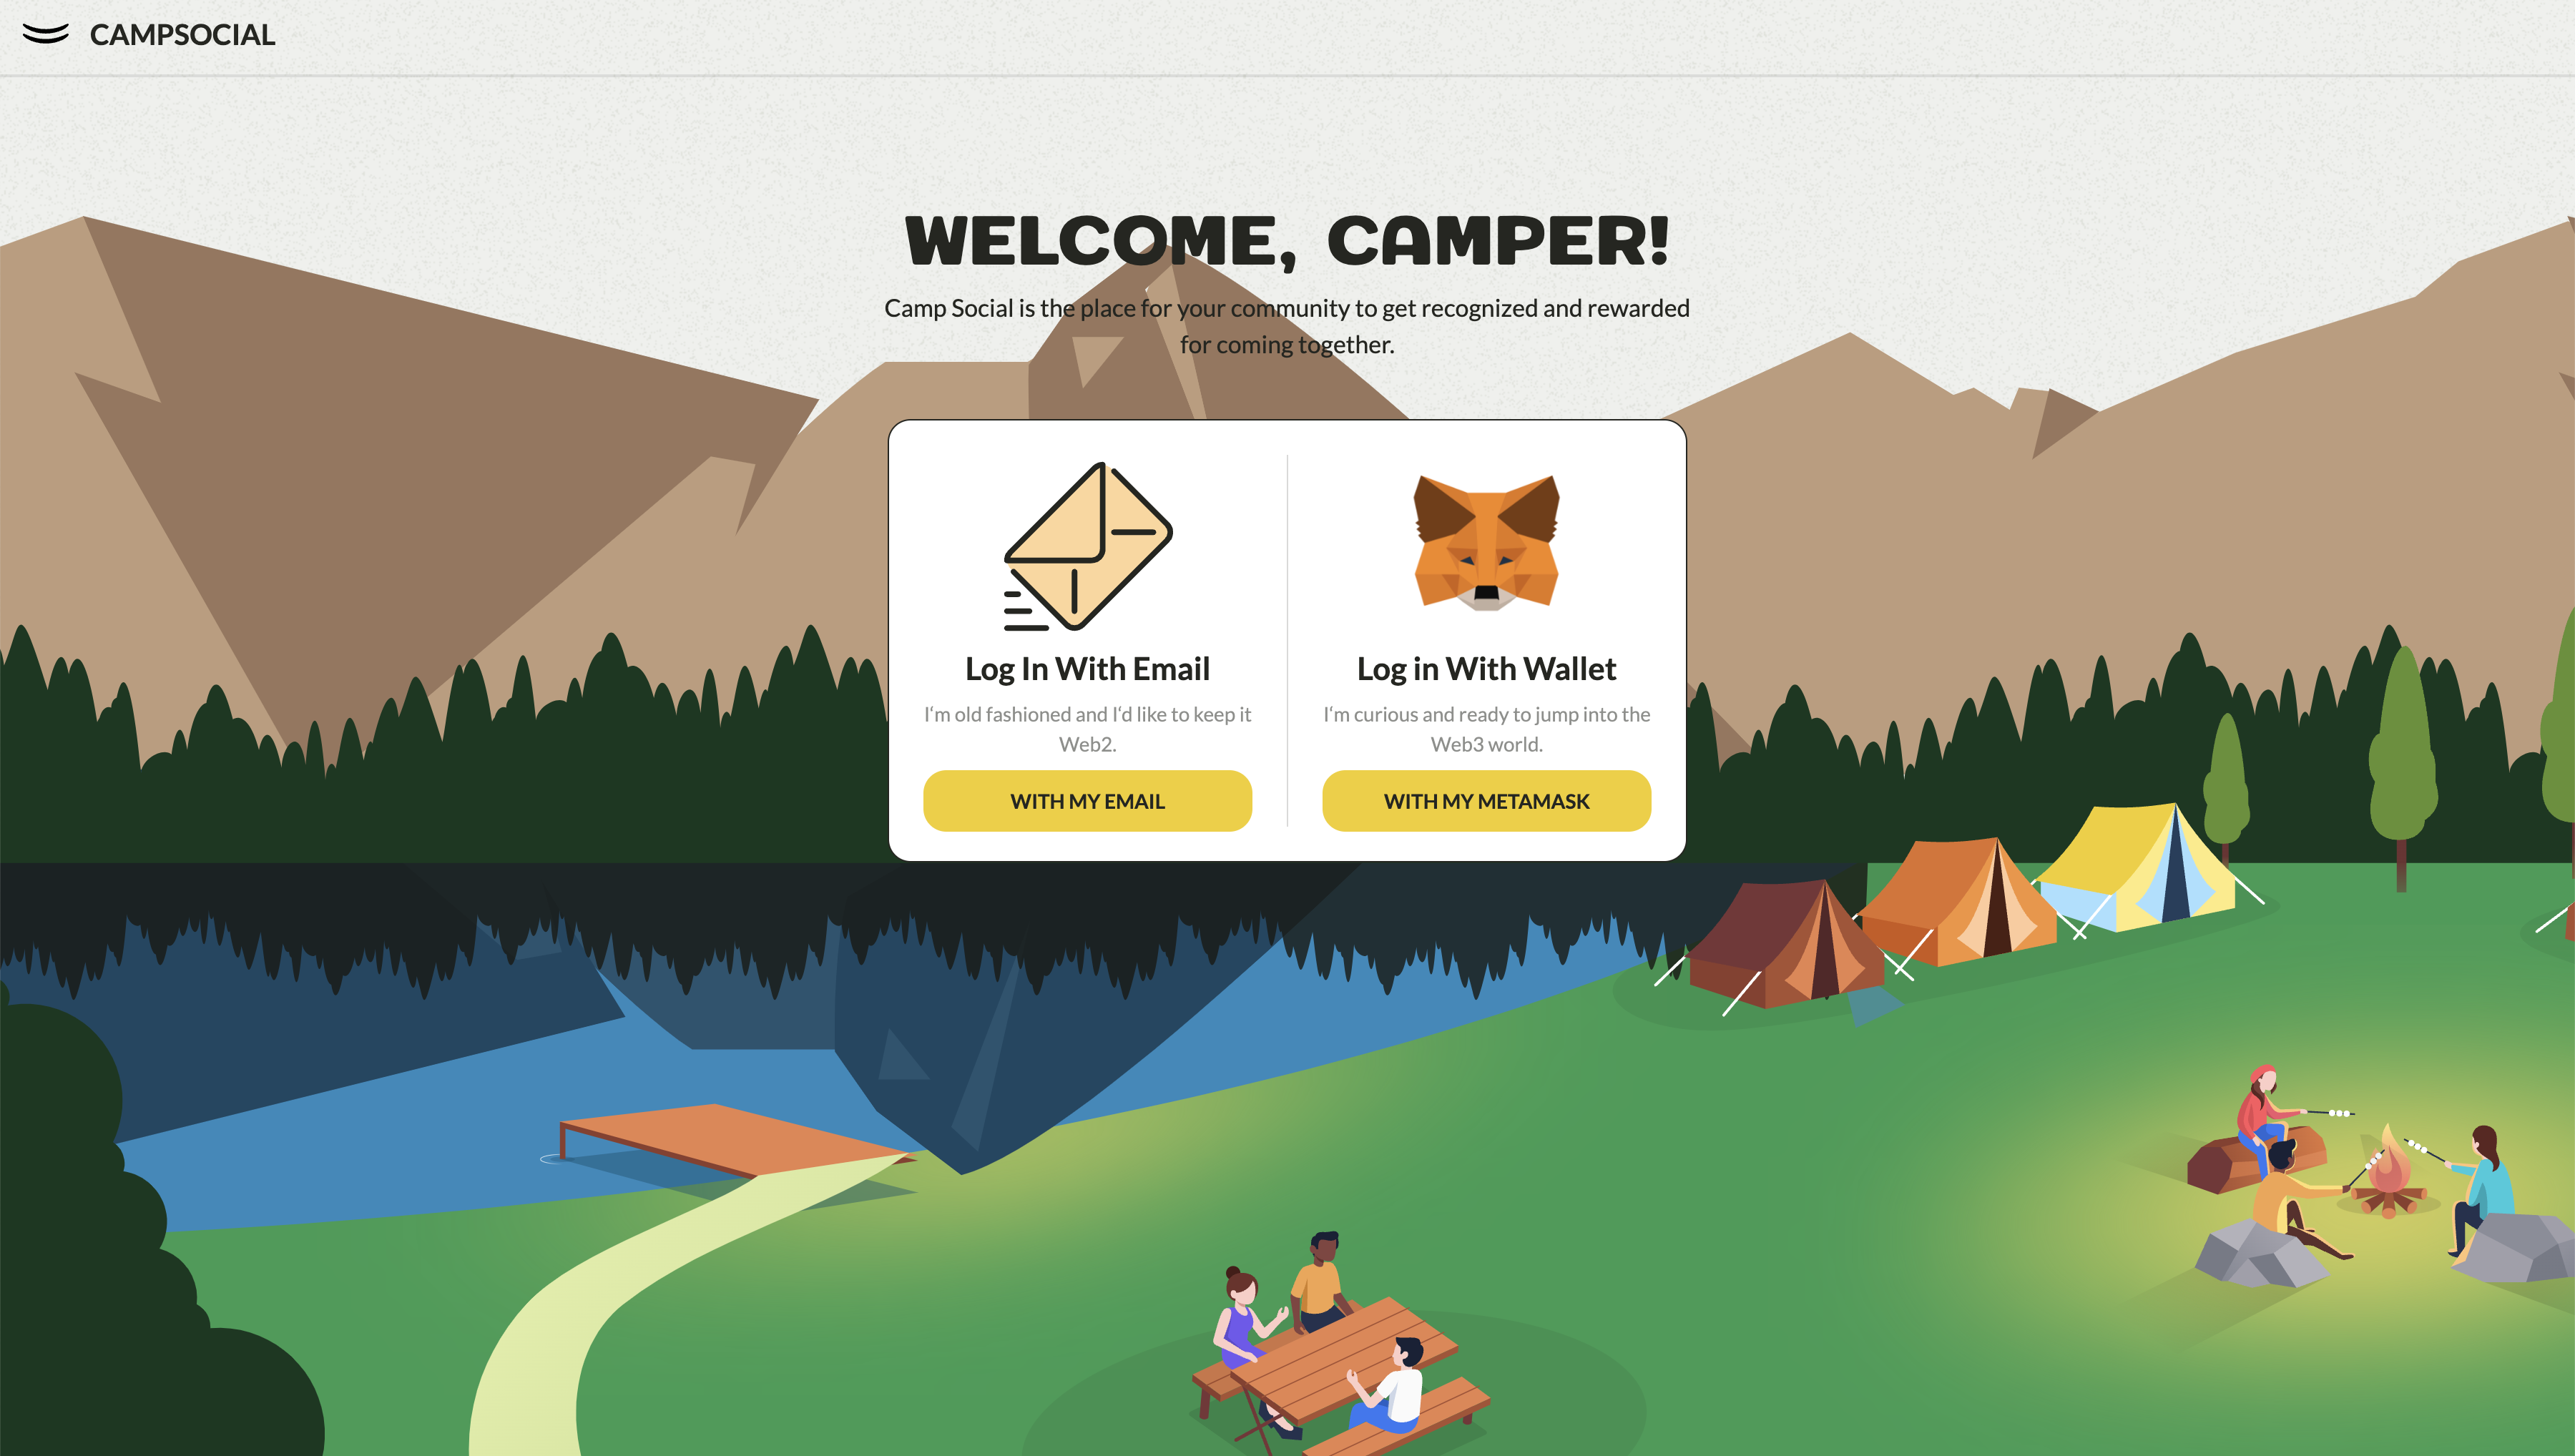 CAMPSOCIAL
WELCOME, CAMPER!
Camp Social is the place for your community to get recognized and rewarded
for coming together.
Log In With Email
I‘m old fashioned and I‘d like to keep it
Web2.
WITH MY EMAIL
Log in With Wallet
I‘m curious and ready to jump into the
Web3 world.
WITH MY METAMASK